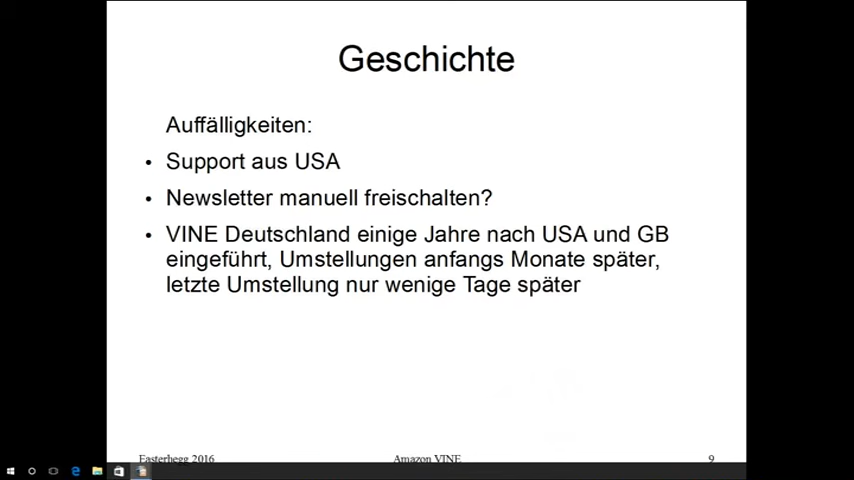 Geschichte
Auffälligkeiten:
• Support aus USA
• Newsletter manuell freischalten?
• VINE Deutschland einige Jahre nach USA und GB
eingeführt, Umstellungen anfangs Monate später,
letzte Umstellung nur wenige Tage später
Easterhegg 2016 Amazon VINE 9